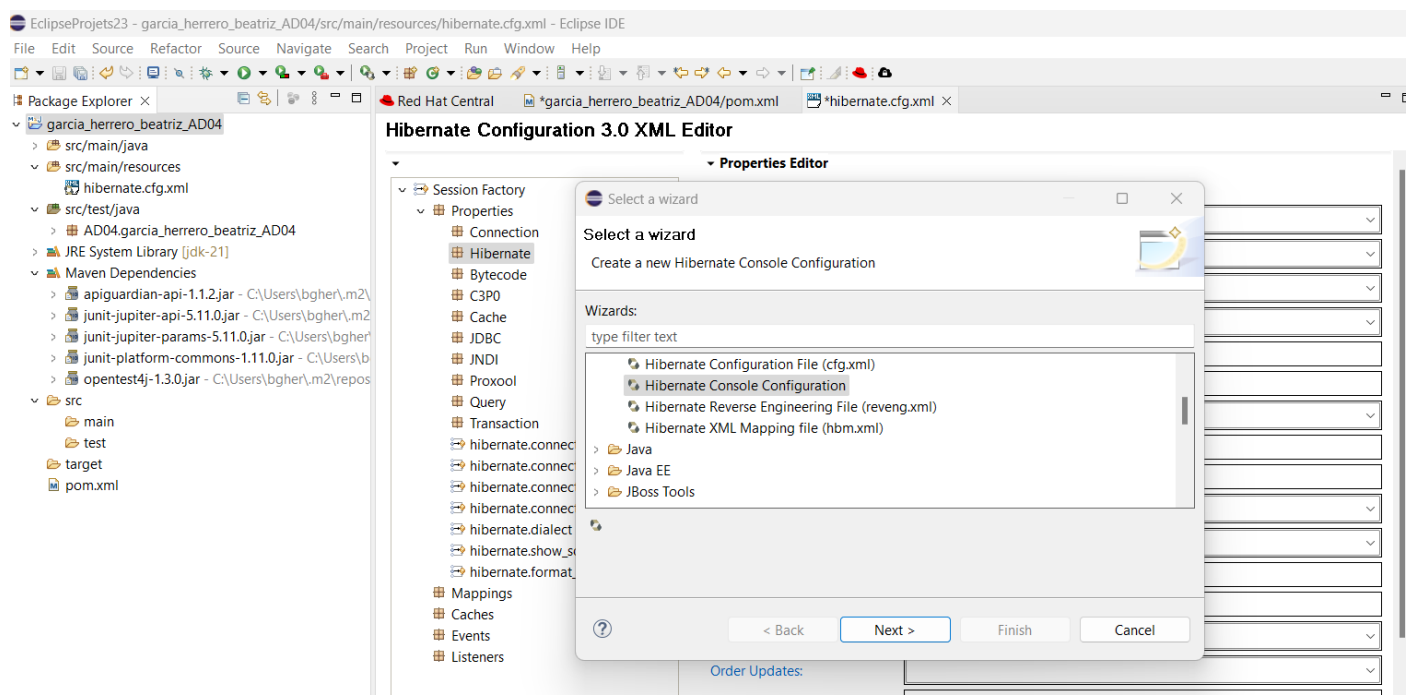 EclipseProjets23 - garcia_herrero_beatriz_AD04/src/main/resources/hibernate.cfg.xml - Eclipse IDE
File Edit Source Refactor Source Navigate Search Project Run Window Help
Package Explorer
Red Hat Central
*garcia_herrero_beatriz_AD04/pom.xml
*hibernate.cfg.xml
garcia_herrero_beatriz_AD04
src/main/java
src/main/resources
hibernate.cfg.xml
src/test/java
AD04.garcia_herrero_beatriz_AD04
JRE System Library [jdk-21]
Maven Dependencies
apiguardian-api-1.1.2.jar - C:\Users\bgher\.m2\
junit-jupiter-api-5.11.0.jar - C:\Users\bgher\.m2
junit-jupiter-params-5.11.0.jar - C:\Users\bgher\
junit-platform-commons-1.11.0.jar - C:\Users\b
opentest4j-1.3.0.jar - C:\Users\bgher\.m2\repos
src
main
test
target
pom.xml
Hibernate Configuration 3.0 XML Editor
Properties Editor
Session Factory
Properties
Connection
Hibernate
Bytecode
C3P0
Cache
JDBC
JNDI
Proxool
Query
Transaction
hibernate.connec
hibernate.connec
hibernate.connec
hibernate.connec
hibernate.dialect
hibernate.show_s
hibernate.format_
Mappings
Caches
Events
Listeners
Select a wizard
Select a wizard
Create a new Hibernate Console Configuration
Wizards:
type filter text
Hibernate Configuration File (cfg.xml)
Hibernate Console Configuration
Hibernate Reverse Engineering File (reveng.xml)
Hibernate XML Mapping file (hbm.xml)
Java
Java EE
JBoss Tools
?
< Back
Next >
Finish
Cancel
Order Updates: